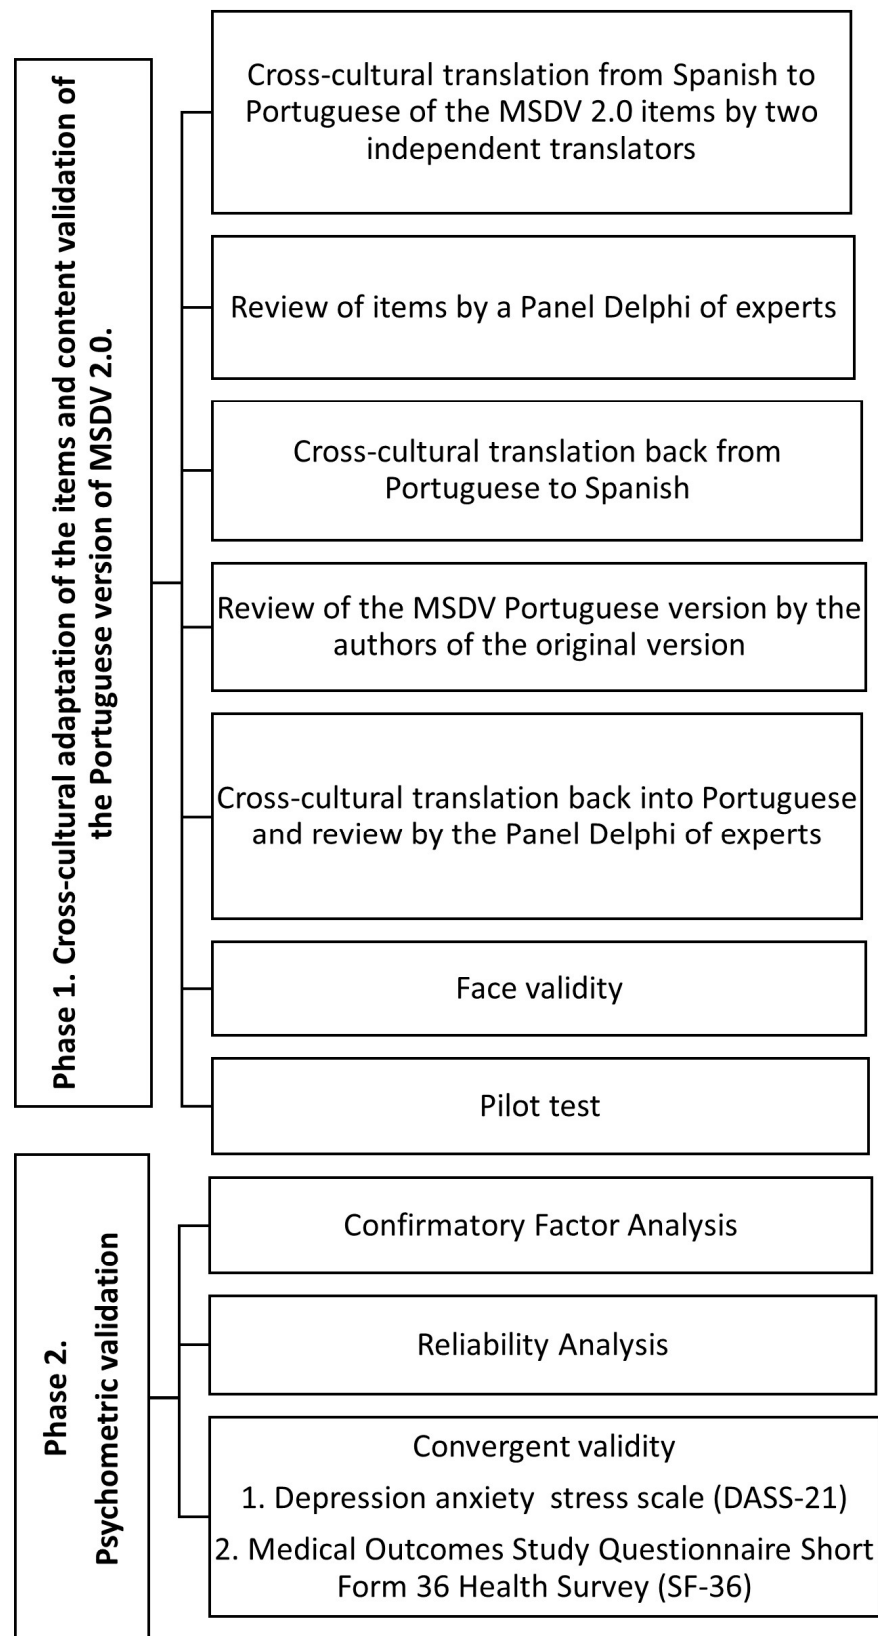 Phase 1. Cross-cultural adaptation of the items and content validation of
the Portuguese version of MSDV 2.0.
Cross-cultural translation from Spanish to
Portuguese of the MSDV 2.0 items by two
independent translators
Review of items by a Panel Delphi of experts
Cross-cultural translation back from
Portuguese to Spanish
Review of the MSDV Portuguese version by the
authors of the original version
Cross-cultural translation back into Portuguese
and review by the Panel Delphi of experts
Face validity
Pilot test
Phase 2.
Psychometric validation
Confirmatory Factor Analysis
Reliability Analysis
Convergent validity
1. Depression anxiety  stress scale (DASS-21)
2. Medical Outcomes Study Questionnaire Short
Form 36 Health Survey (SF-36)